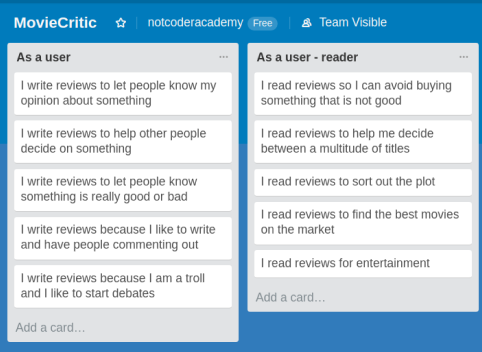 MovieCritic notcoderacademy Free Team Visible
As a user ...
I write reviews to let people know my
opinion about something
I write reviews to help other people
decide on something
I write reviews to let people know
something is really good or bad
I write reviews because I like to write
and have people commenting out
I write reviews because I am a troll
and I like to start debates
Add a card...
As a user - reader ...
I read reviews so I can avoid buying
something that is not good
I read reviews to help me decide
between a multitude of titles
I read reviews to sort out the plot
I read reviews to find the best movies
on the market
I read reviews for entertainment
Add a card...